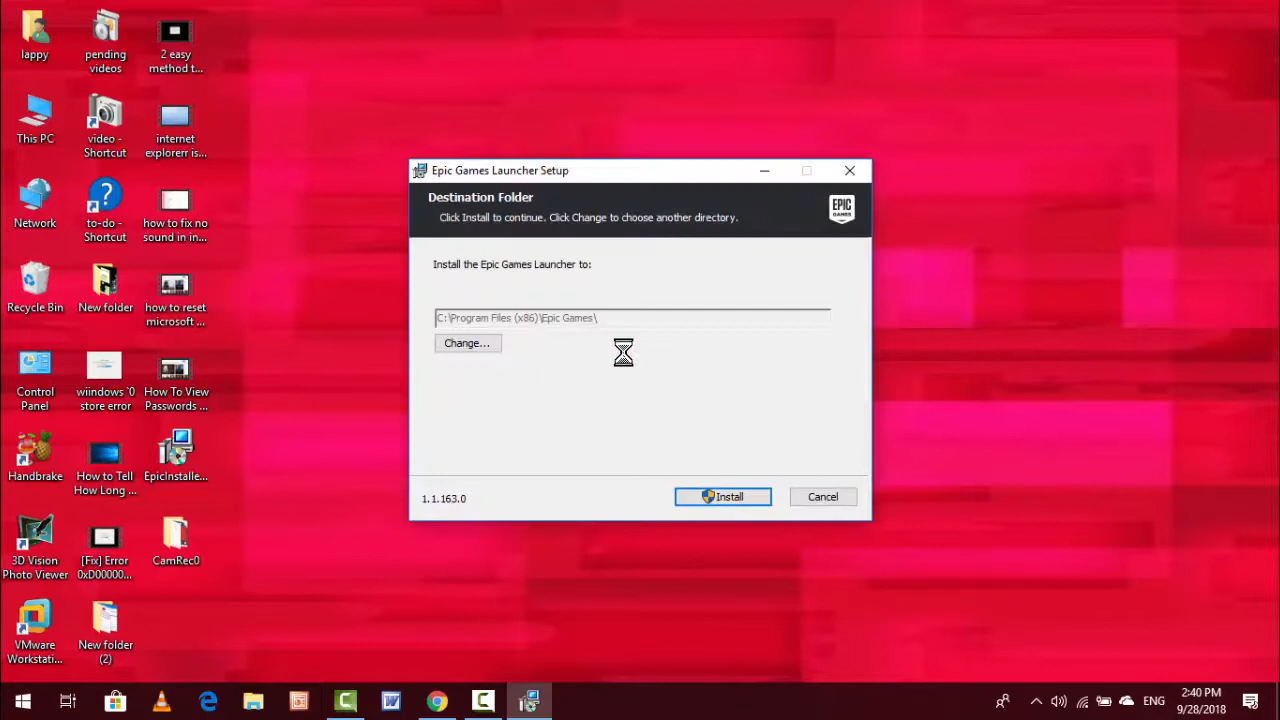 lappy
pending
videos
2 easy
method t...
This PC
video -
Shortcut
internet
explorerr is...
Network
to-do -
Shortcut
how to fix no
sound in in...
Recycle Bin
New folder
how to reset
microsoft ...
Control
Panel
wiindows `0
store error
How To View
Passwords ...
Handbrake
How to Tell
How Long ...
EpicInstalle...
3D Vision
Photo Viewer
[Fix] Error
0xD00000...
CamRec0
VMware
Workstati...
New folder
(2)
Epic Games Launcher Setup
Destination Folder
Click Install to continue. Click Change to choose another directory.
EPIC
GAMES
Install the Epic Games Launcher to:
C:\Program Files (x86)\Epic Games\
Change...
1.1.163.0
Install
Cancel
ENG
2:40 PM
9/28/2018